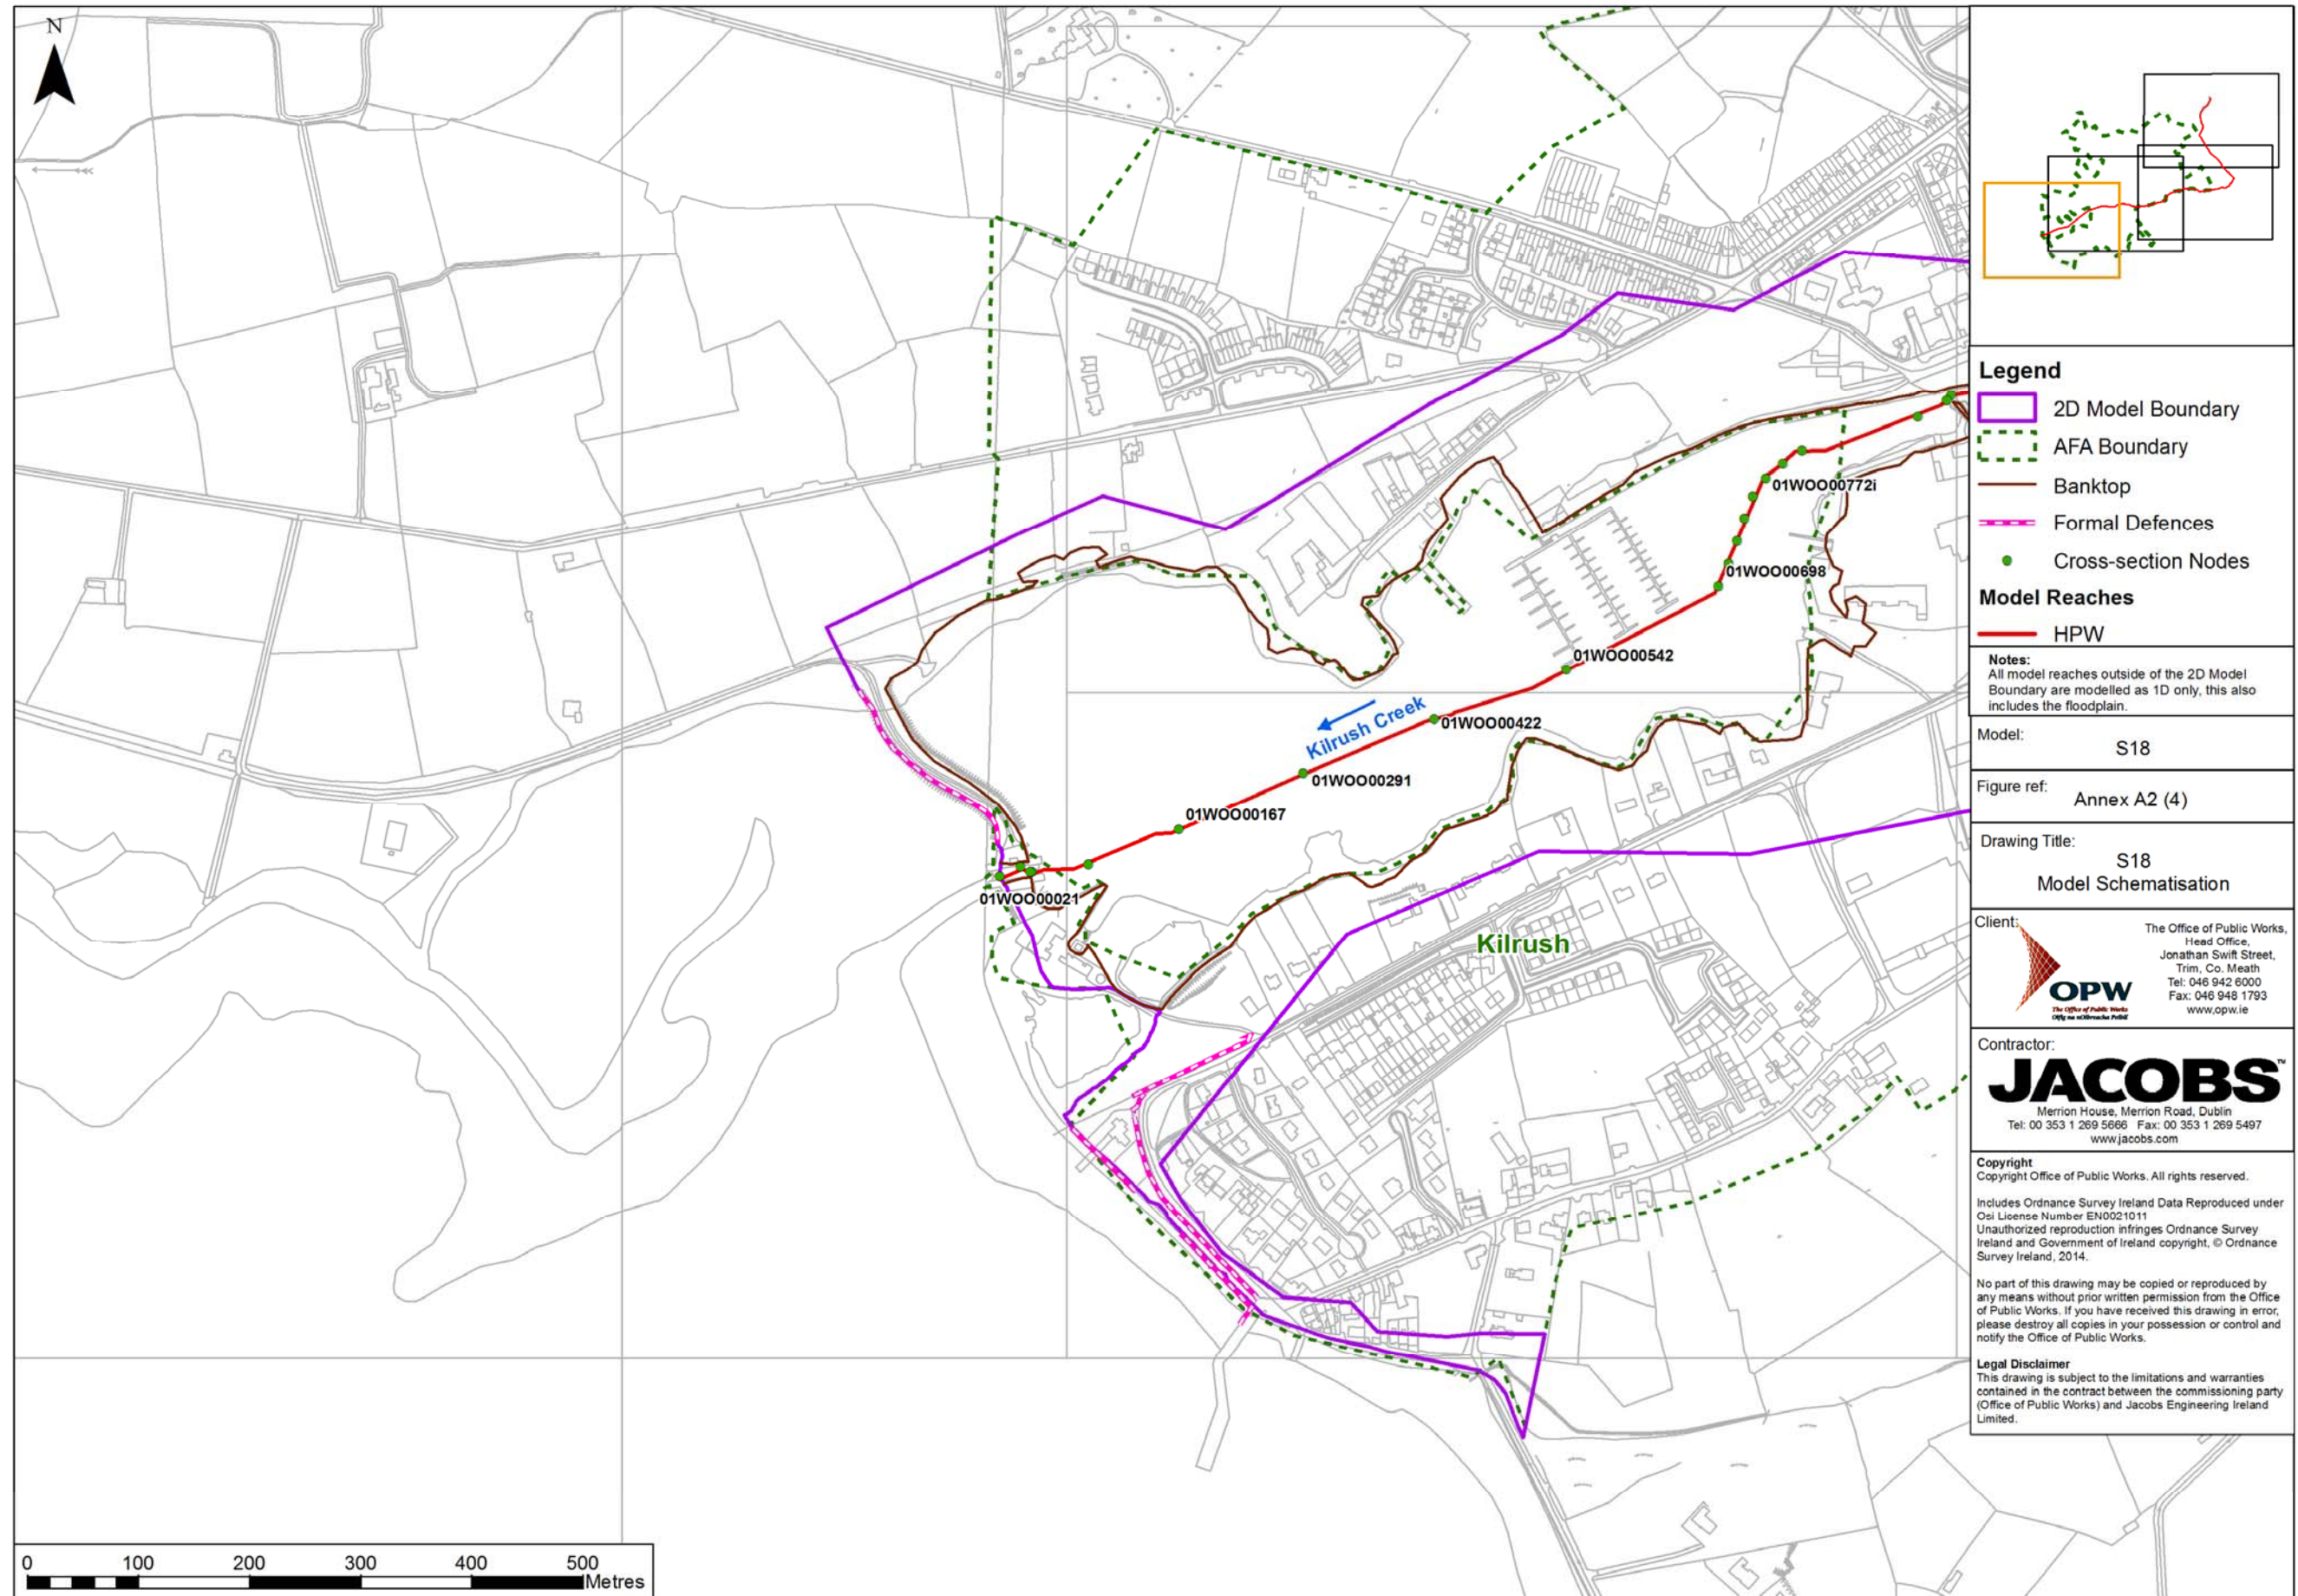 N
01WOO00772i
01WOO00698
01WOO00542
01WOO00422
Kilrush Creek
01WOO00291
01WOO00167
01WOO00021
Kilrush
0 100 200 300 400 500
Metres
Legend
2D Model Boundary
AFA Boundary
Banktop
Formal Defences
Cross-section Nodes
Model Reaches
HPW
Notes:
All model reaches outside of the 2D Model
Boundary are modelled as 1D only, this also
includes the floodplain.
Model:
S18
Figure ref:
Annex A2 (4)
Drawing Title:
S18
Model Schematisation
Client:
OPW
The Office of Public Works
Oifig na nOibreacha Poiblí
The Office of Public Works,
Head Office,
Jonathan Swift Street,
Trim, Co. Meath
Tel: 046 942 6000
Fax: 046 948 1793
www.opw.ie
Contractor:
JACOBS™
Merrion House, Merrion Road, Dublin
Tel: 00 353 1 269 5666 Fax: 00 353 1 269 5497
www.jacobs.com
Copyright
Copyright Office of Public Works. All rights reserved.
Includes Ordnance Survey Ireland Data Reproduced under
Osi License Number EN0021011
Unauthorized reproduction infringes Ordnance Survey
Ireland and Government of Ireland copyright, © Ordnance
Survey Ireland, 2014.
No part of this drawing may be copied or reproduced by
any means without prior written permission from the Office
of Public Works. If you have received this drawing in error,
please destroy all copies in your possession or control and
notify the Office of Public Works.
Legal Disclaimer
This drawing is subject to the limitations and warranties
contained in the contract between the commissioning party
(Office of Public Works) and Jacobs Engineering Ireland
Limited.